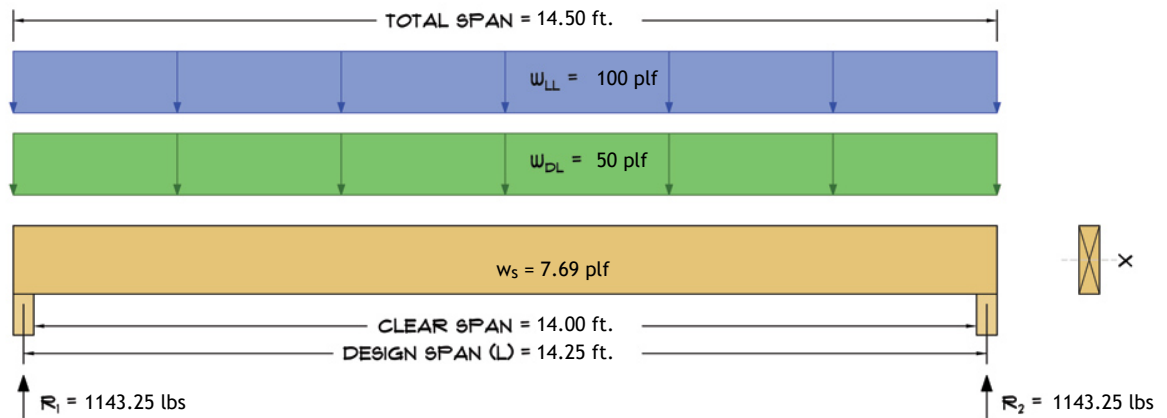 TOTAL SPAN = 14.50 ft.
WLL = 100 plf
WDL = 50 plf
ws = 7.69 plf
X
CLEAR SPAN = 14.00 ft.
DESIGN SPAN (L) = 14.25 ft.
R1 = 1143.25 lbs
R2 = 1143.25 lbs